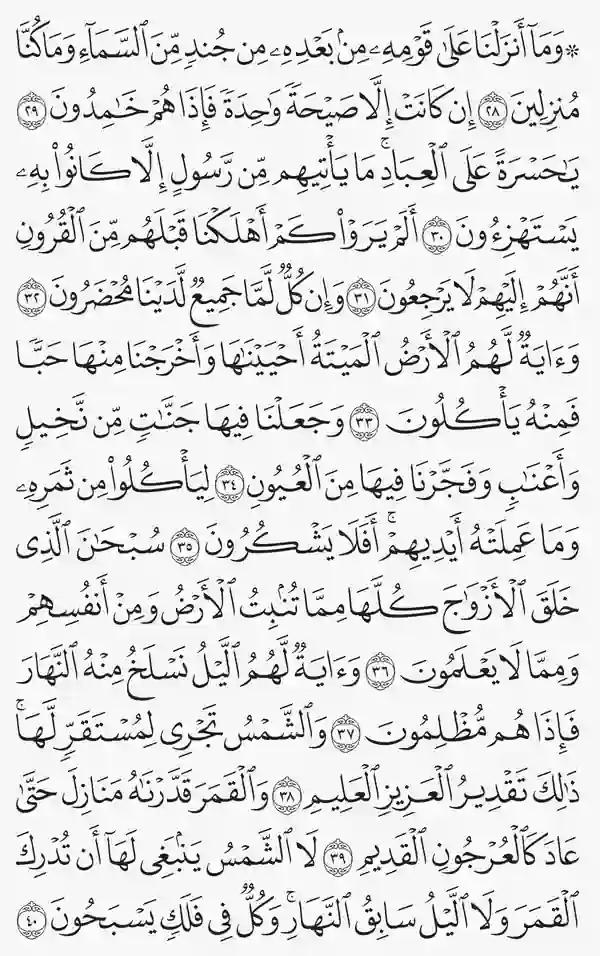 ۞ وَمَآ أَنزَلْنَا عَلَىٰ قَوْمِهِۦ مِنۢ بَعْدِهِۦ مِن جُندٍ مِّنَ ٱلسَّمَآءِ وَمَا كُنَّا
مُنزِلِينَ ٢٨ إِن كَانَتْ إِلَّا صَيْحَةً وَٰحِدَةً فَإِذَا هُمْ خَٰمِدُونَ ٢٩
يَٰحَسْرَةً عَلَى ٱلْعِبَادِۚ مَا يَأْتِيهِم مِّن رَّسُولٍ إِلَّا كَانُوا۟ بِهِۦ
يَسْتَهْزِءُونَ ٣٠ أَلَمْ يَرَوْا۟ كَمْ أَهْلَكْنَا قَبْلَهُم مِّنَ ٱلْقُرُونِ
أَنَّهُمْ إِلَيْهِمْ لَا يَرْجِعُونَ ٣١ وَإِن كُلٌّ لَّمَّا جَمِيعٌ لَّدَيْنَا مُحْضَرُونَ ٣٢
وَءَايَةٌ لَّهُمُ ٱلْأَرْضُ ٱلْمَيْتَةُ أَحْيَيْنَٰهَا وَأَخْرَجْنَا مِنْهَا حَبًّا
فَمِنْهُ يَأْكُلُونَ ٣٣ وَجَعَلْنَا فِيهَا جَنَّٰتٍ مِّن نَّخِيلٍ
وَأَعْنَٰبٍ وَفَجَّرْنَا فِيهَا مِنَ ٱلْعُيُونِ ٣٤ لِيَأْكُلُوا۟ مِن ثَمَرِهِۦ
وَمَا عَمِلَتْهُ أَيْدِيهِمْۚ أَفَلَا يَشْكُرُونَ ٣٥ سُبْحَٰنَ ٱلَّذِى
خَلَقَ ٱلْأَزْوَٰجَ كُلَّهَا مِمَّا تُنۢبِتُ ٱلْأَرْضُ وَمِنْ أَنفُسِهِمْ
وَمِمَّا لَا يَعْلَمُونَ ٣٦ وَءَايَةٌ لَّهُمُ ٱلَّيْلُ نَسْلَخُ مِنْهُ ٱلنَّهَارَ
فَإِذَا هُم مُّظْلِمُونَ ٣٧ وَٱلشَّمْسُ تَجْرِى لِمُسْتَقَرٍّ لَّهَاۚ
ذَٰلِكَ تَقْدِيرُ ٱلْعَزِيزِ ٱلْعَلِيمِ ٣٨ وَٱلْقَمَرَ قَدَّرْنَٰهُ مَنَازِلَ حَتَّىٰ
عَادَ كَٱلْعُرْجُونِ ٱلْقَدِيمِ ٣٩ لَا ٱلشَّمْسُ يَنۢبَغِى لَهَآ أَن تُدْرِكَ
ٱلْقَمَرَ وَلَا ٱلَّيْلُ سَابِقُ ٱلنَّهَارِۚ وَكُلٌّ فِى فَلَكٍ يَسْبَحُونَ ٤٠